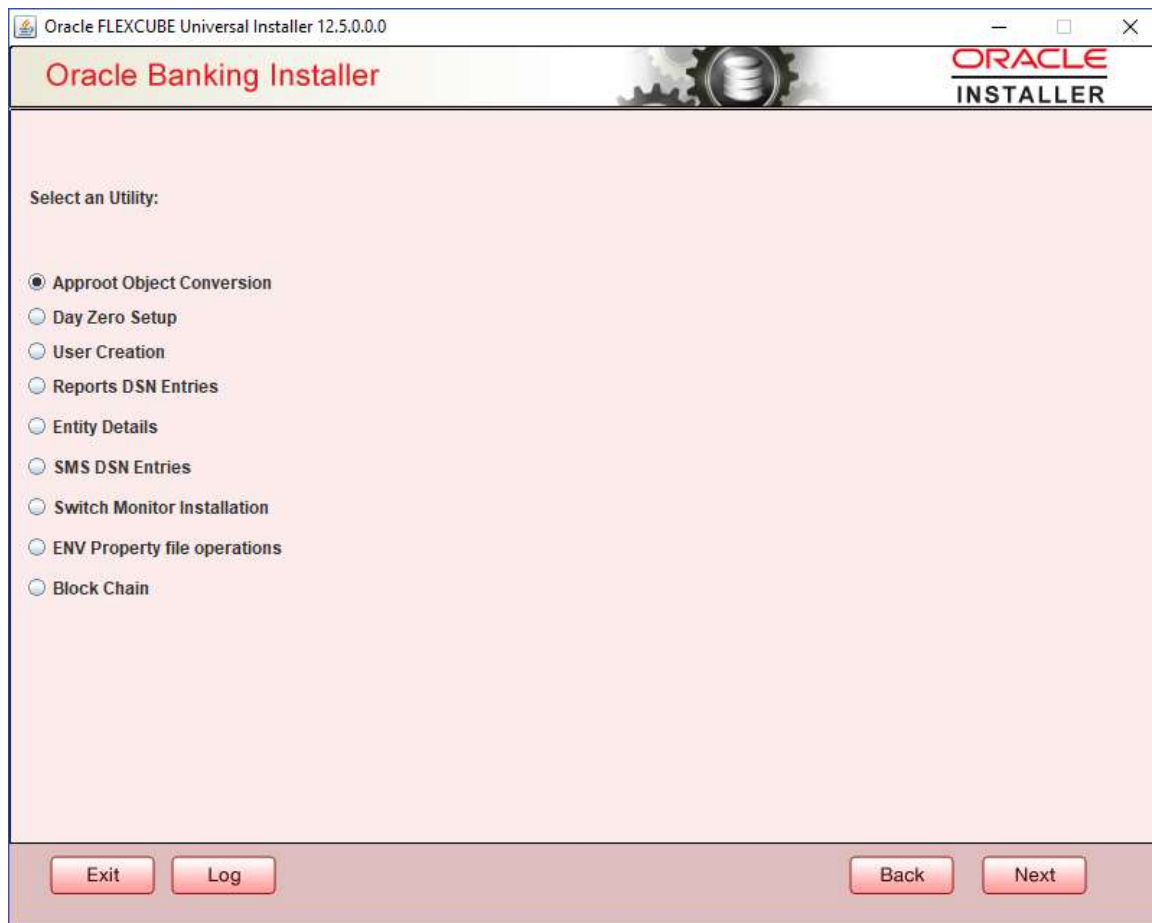 Oracle FLEXCUBE Universal Installer 12.5.0.0.0
Oracle Banking Installer
ORACLE
INSTALLER
Select an Utility:
Approot Object Conversion
Day Zero Setup
User Creation
Reports DSN Entries
Entity Details
SMS DSN Entries
Switch Monitor Installation
ENV Property file operations
Block Chain
Exit Log Back Next